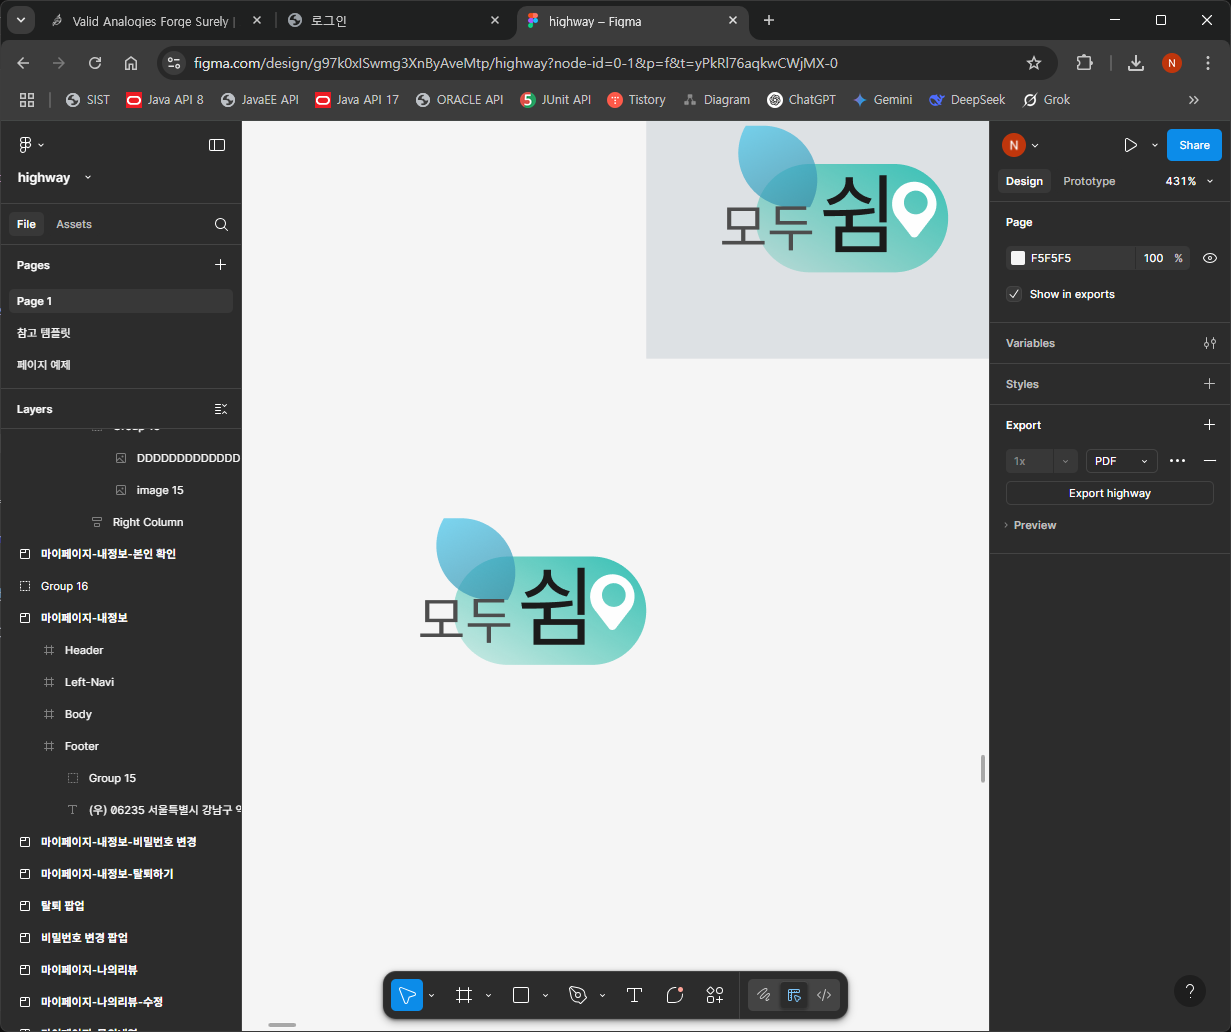 Valid Analogies Forge Surely |
로그인
highway – Figma
figma.com/design/g97k0xISwmg3XnByAveMtp/highway?node-id=0-1&p=f&t=yPkRl76aqkwCWjMX-0
N
SIST
Java API 8
JavaEE API
Java API 17
ORACLE API
5
JUnit API
T
Tistory
Diagram
ChatGPT
Gemini
DeepSeek
Grok
highway
File
Assets
Pages
Page 1
참고 템플릿
페이지 예제
Layers
DDDDDDDDDDDDD
image 15
Right Column
마이페이지-내정보-본인 확인
Group 16
마이페이지-내정보
Header
Left-Navi
Body
Footer
Group 15
(우) 06235 서울특별시 강남구
마이페이지-내정보-비밀번호 변경
마이페이지-내정보-탈퇴하기
탈퇴 팝업
비밀번호 변경 팝업
마이페이지-나의리뷰
마이페이지-나의리뷰-수정
모두 쉼
모두 쉼
N
Share
Design
Prototype
431%
Page
F5F5F5
100 %
Show in exports
Variables
Styles
Export
1x
PDF
Export highway
Preview
T
?